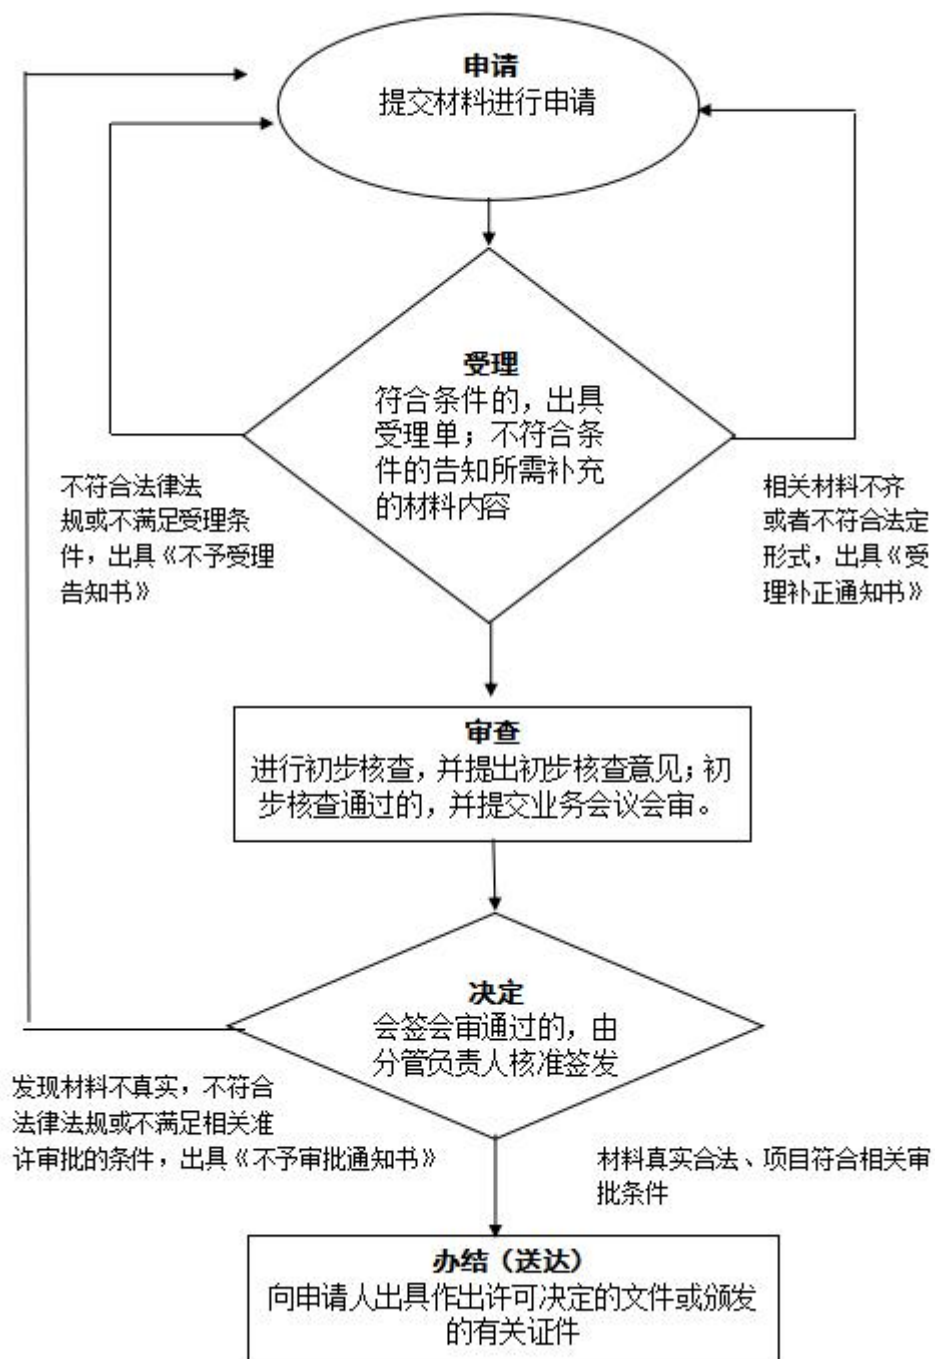 申请
提交材料进行申请
受理
符合条件的，出具
受理单；不符合条
件的告知所需补充
的材料内容
不符合法律法
规或不满足受理条
件，出具《不予受理
告知书》
相关材料不齐
或者不符合法定
形式，出具《受
理补正通知书》
审查
进行初步核查，并提出初步核查意见；初
步核查通过的，并提交业务会议会审。
决定
会签会审通过的，由
分管负责人核准签发
发现材料不真实，不符合
法律法规或不满足相关准
许审批的条件，出具《不予审批通知书》
材料真实合法、项目符合相关审
批条件
办结（送达）
向申请人出具作出许可决定的文件或颁发
的有关证件